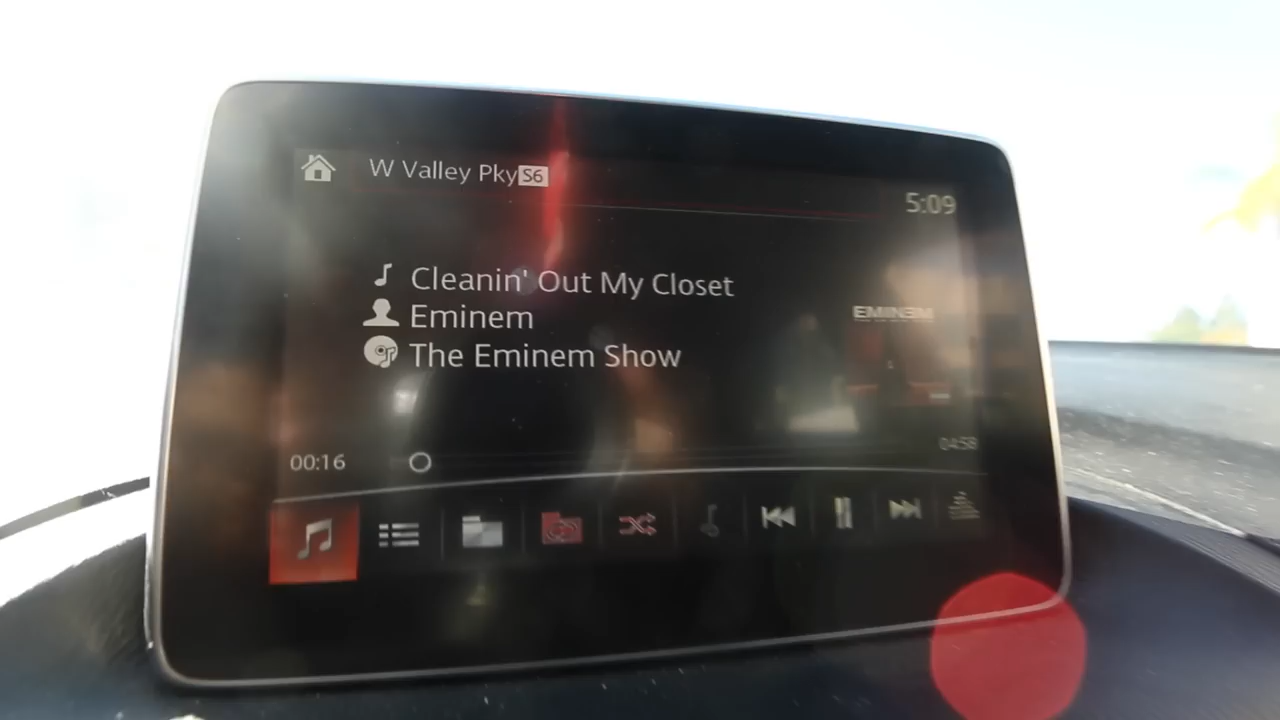 W Valley Pky S6
5:09
Cleanin' Out My Closet
Eminem
EMINEM
The Eminem Show
00:16
04:58